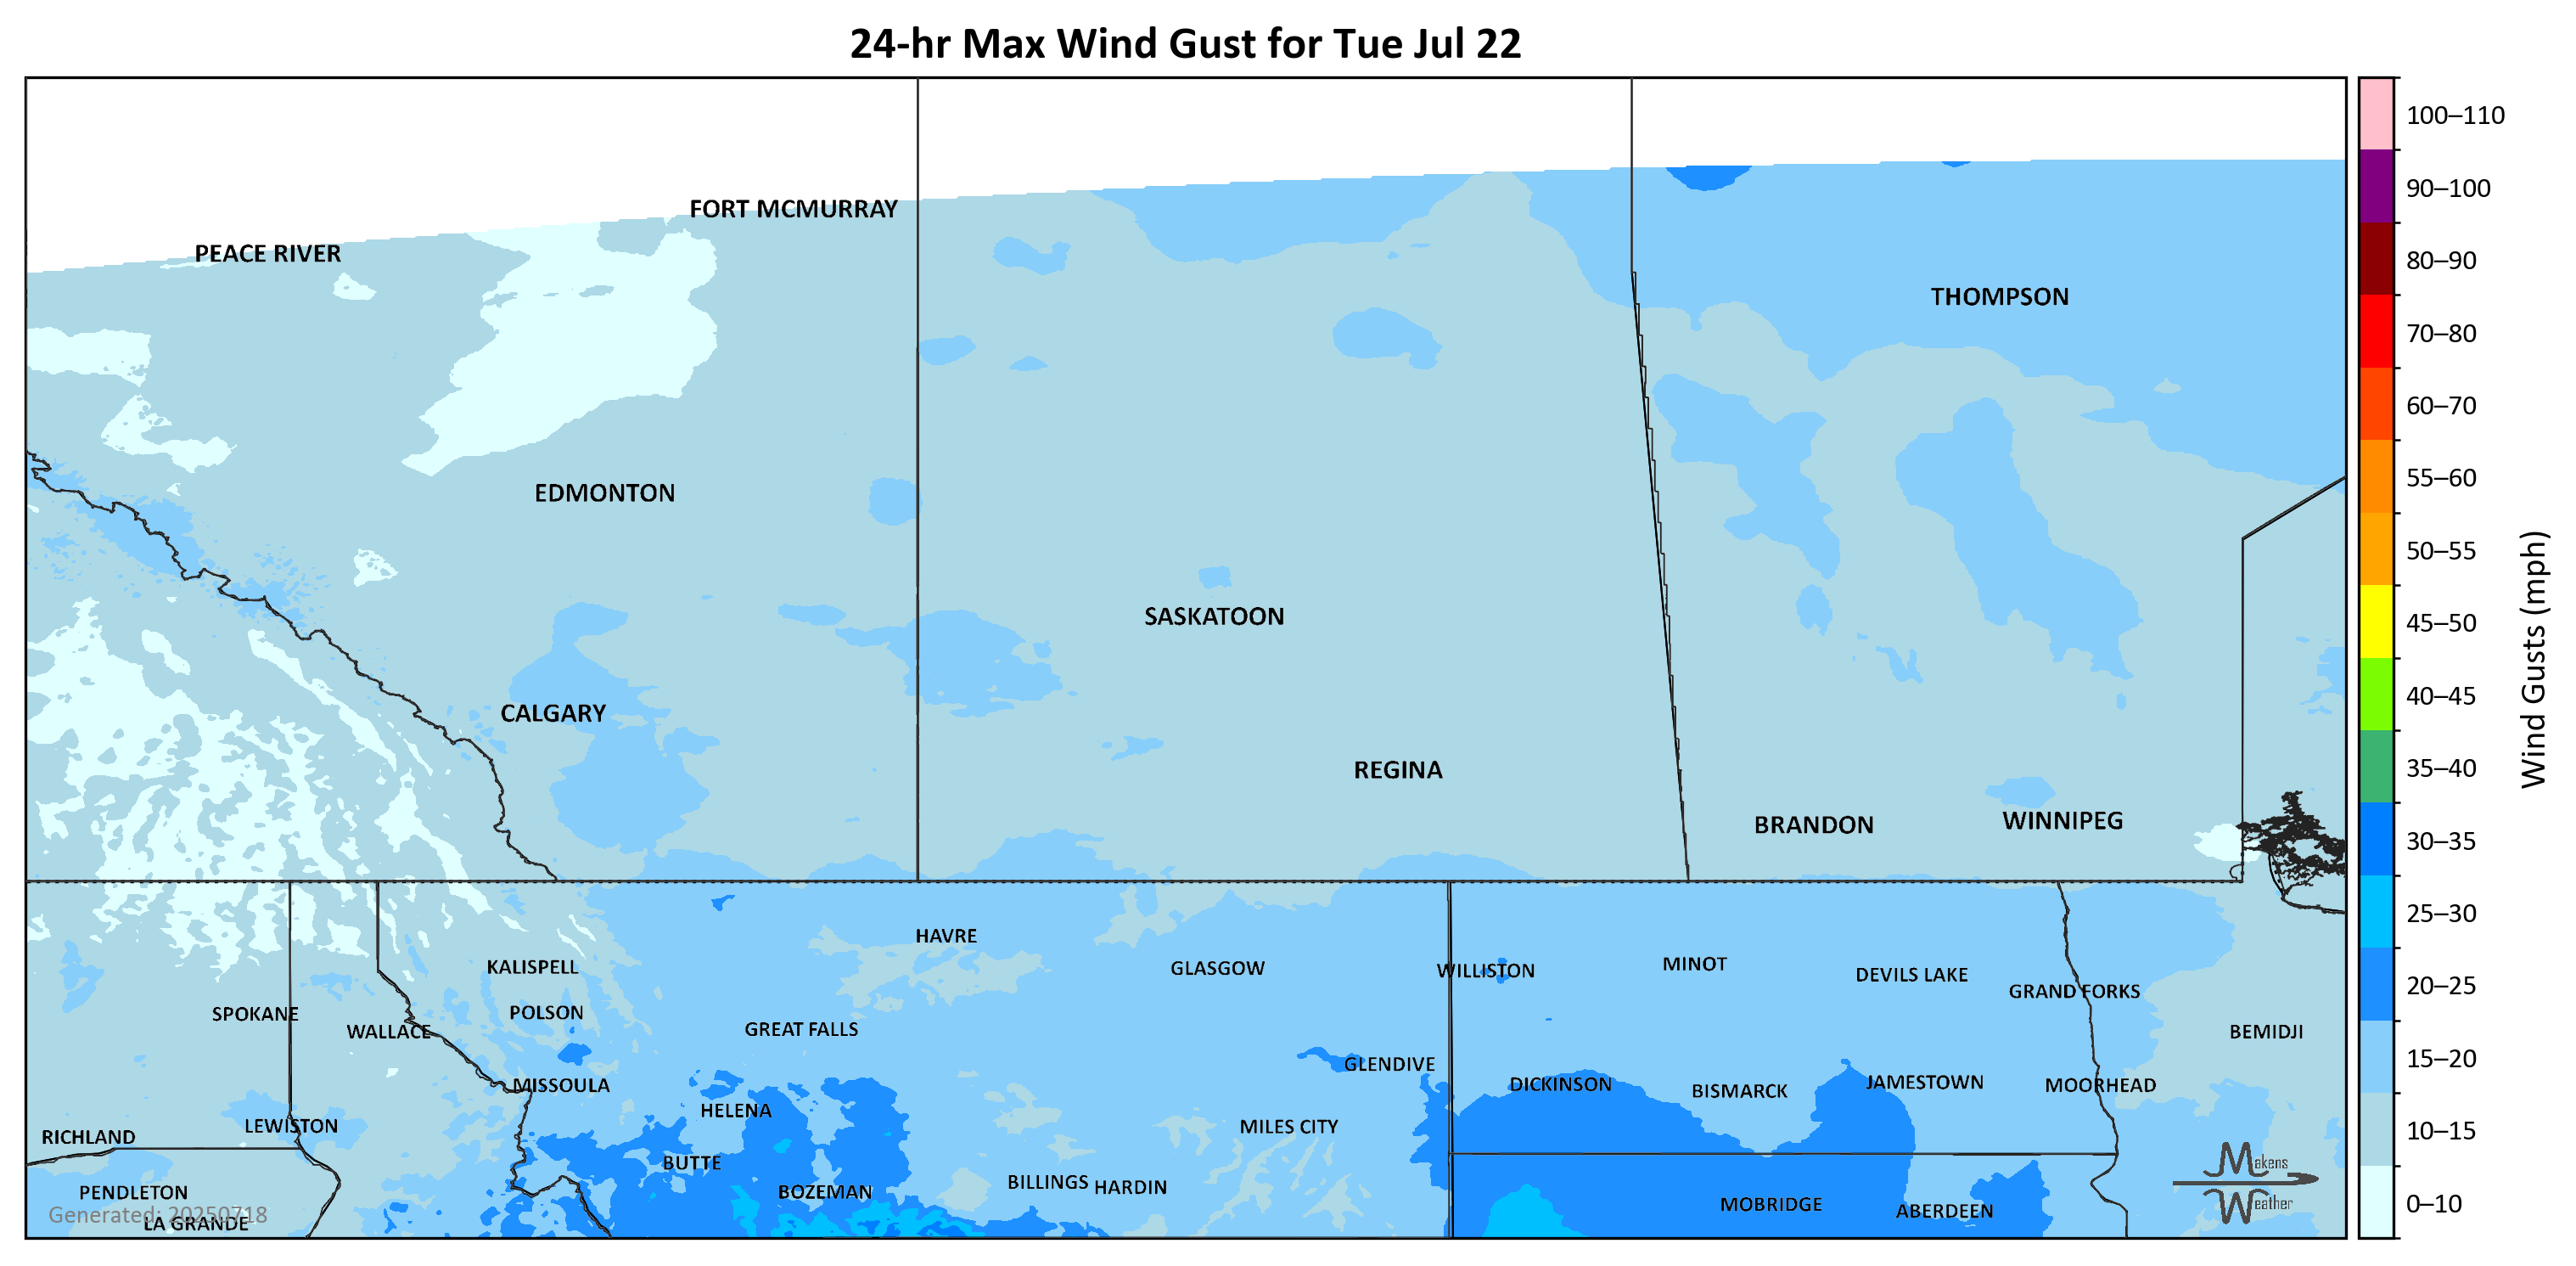 24-hr Max Wind Gust for Tue Jul 22
FORT MCMURRAY
PEACE RIVER
THOMPSON
EDMONTON
SASKATOON
CALGARY
REGINA
BRANDON
WINNIPEG
HAVRE
KALISPELL
GLASGOW
WILLISTON
MINOT
DEVILS LAKE
GRAND FORKS
SPOKANE
POLSON
WALLACE
GREAT FALLS
BEMIDJI
GLENDIVE
MISSOULA
DICKINSON
BISMARCK
JAMESTOWN
MOORHEAD
HELENA
LEWISTON
MILES CITY
RICHLAND
BUTTE
BILLINGS
HARDIN
PENDLETON
BOZEMAN
MOBRIDGE
ABERDEEN
Generated: 20250718
LA GRANDE
Makens
Weather
100–110
90–100
80–90
70–80
60–70
55–60
50–55
45–50
40–45
35–40
30–35
25–30
20–25
15–20
10–15
0–10
Wind Gusts (mph)